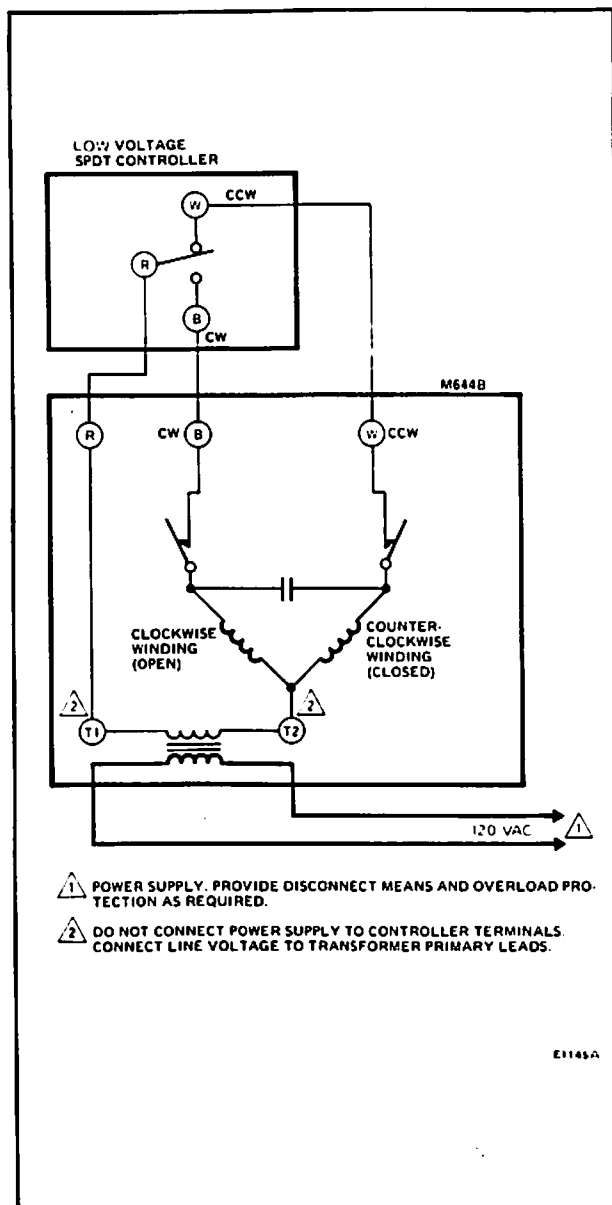 LOW VOLTAGE
SPDT CONTROLLER
W
CCW
R
B
CW
M644B
R
CW
B
W
CCW
CLOCKWISE
WINDING
(OPEN)
COUNTER-
CLOCKWISE
WINDING
(CLOSED)
2
2
T1
T2
120 VAC
1
1 POWER SUPPLY. PROVIDE DISCONNECT MEANS AND OVERLOAD PRO-
TECTION AS REQUIRED.
2 DO NOT CONNECT POWER SUPPLY TO CONTROLLER TERMINALS.
CONNECT LINE VOLTAGE TO TRANSFORMER PRIMARY LEADS.
E1145A